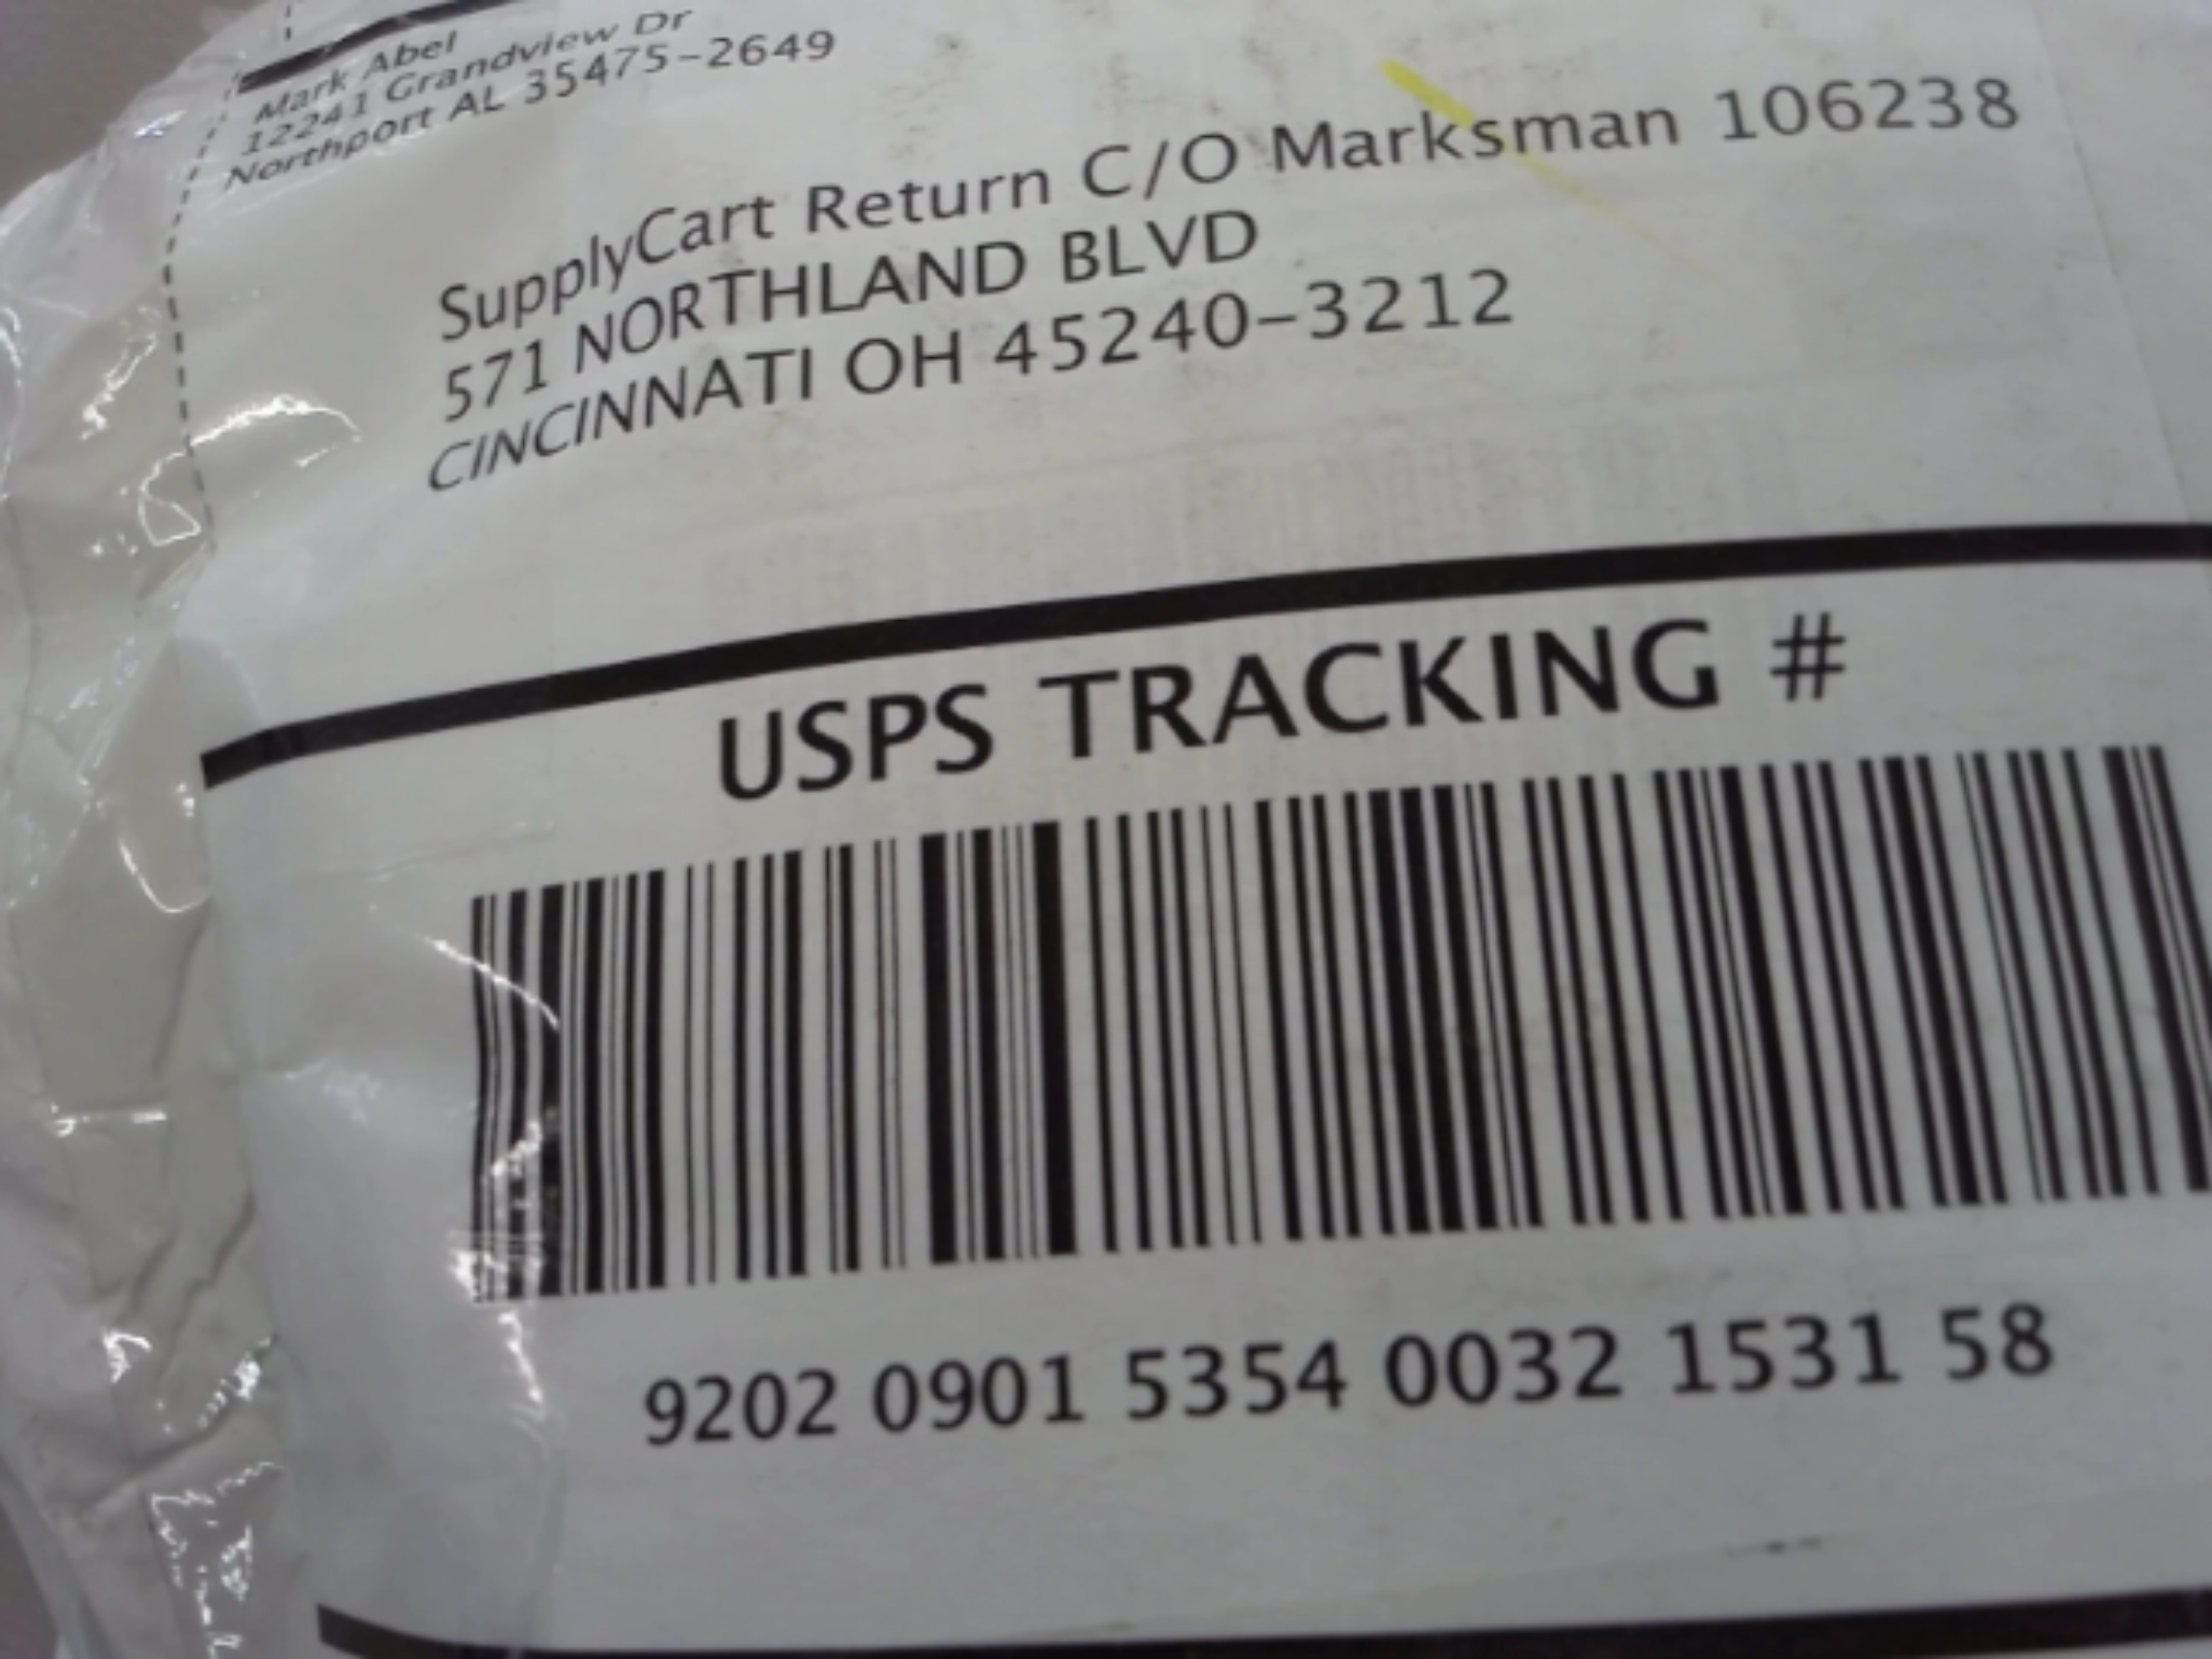 Mark Abel
12241 Grandview Dr
Northport AL 35475-2649
SupplyCart Return C/O Marksman 106238
571 NORTHLAND BLVD
CINCINNATI OH 45240-3212
USPS TRACKING #
9202 0901 5354 0032 1531 58